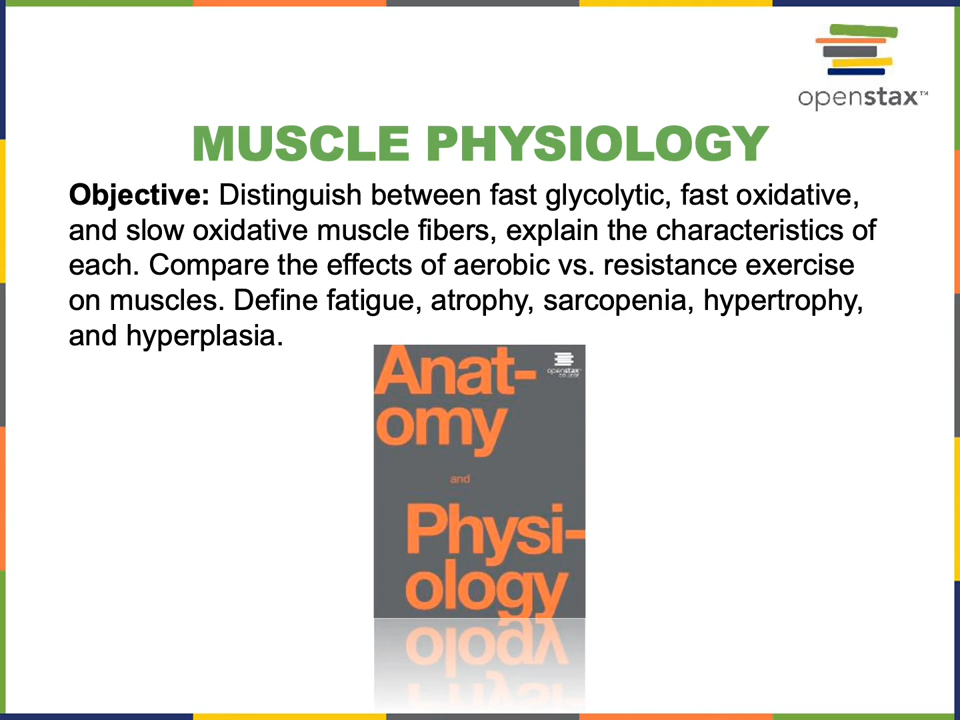 openstax™
MUSCLE PHYSIOLOGY
Objective: Distinguish between fast glycolytic, fast oxidative,
and slow oxidative muscle fibers, explain the characteristics of
each. Compare the effects of aerobic vs. resistance exercise
on muscles. Define fatigue, atrophy, sarcopenia, hypertrophy,
and hyperplasia.
openstax
COLLEGE
Anat-
omy
and
Physi-
ology